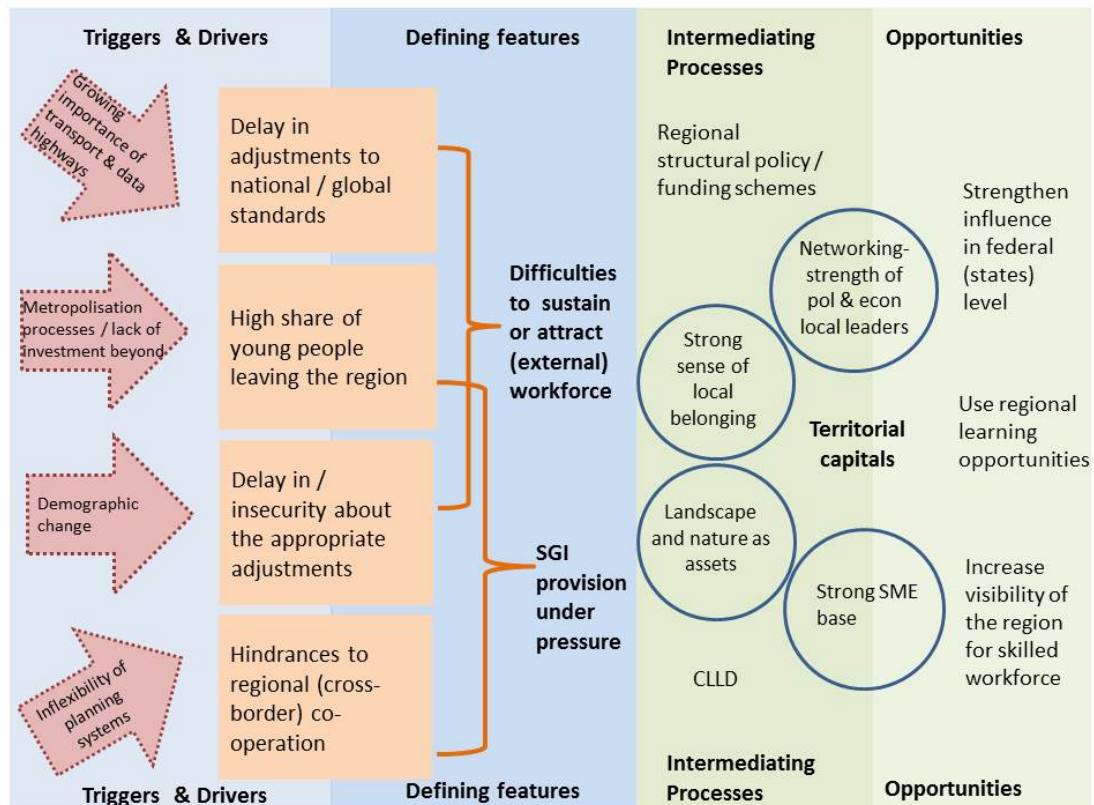 Triggers & Drivers
Defining features
Intermediating
Processes
Opportunities
Growing
importance of
transport & data
highways
Metropolisation
processes / lack of
investment beyond
Demographic
change
Inflexibility of
planning
systems
Delay in
adjustments to
national / global
standards
High share of
young people
leaving the region
Delay in /
insecurity about
the appropriate
adjustments
Hindrances to
regional (cross-
border) co-
operation
Difficulties
to sustain
or attract
(external)
workforce
SGI
provision
under
pressure
Regional
structural policy /
funding schemes
Networking-
strength of
pol & econ
local leaders
Strong
sense of
local
belonging
Territorial
capitals
Landscape
and nature as
assets
Strong SME
base
CLLD
Strengthen
influence
in federal
(states)
level
Use regional
learning
opportunities
Increase
visibility of
the region
for skilled
workforce
Triggers & Drivers
Defining features
Intermediating
Processes
Opportunities